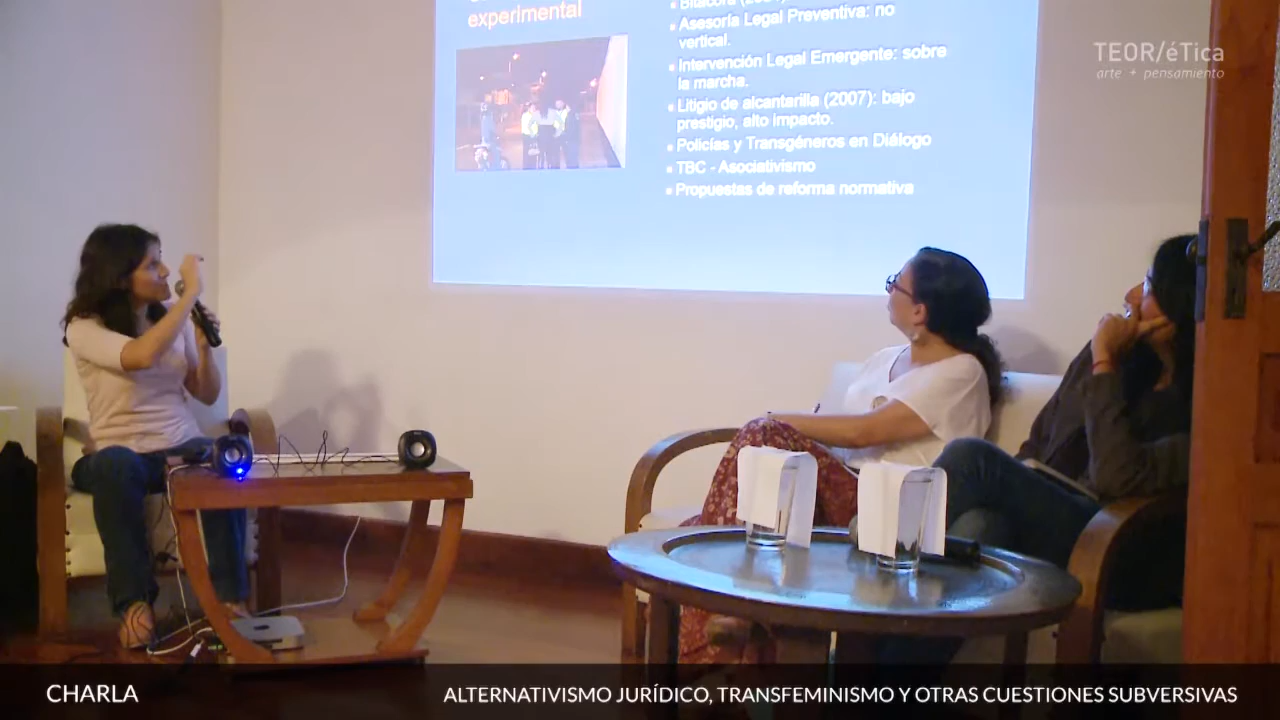 experimental
Asesoría Legal Preventiva: no
vertical.
Intervención Legal Emergente: sobre
la marcha.
Litigio de alcantarilla (2007): bajo
prestigio, alto impacto.
Policías y Transgéneros en Diálogo
TBC - Asociativismo
Propuestas de reforma normativa
TEOR/éTica
arte + pensamiento
CHARLA
ALTERNATIVISMO JURÍDICO, TRANSFEMINISMO Y OTRAS CUESTIONES SUBVERSIVAS